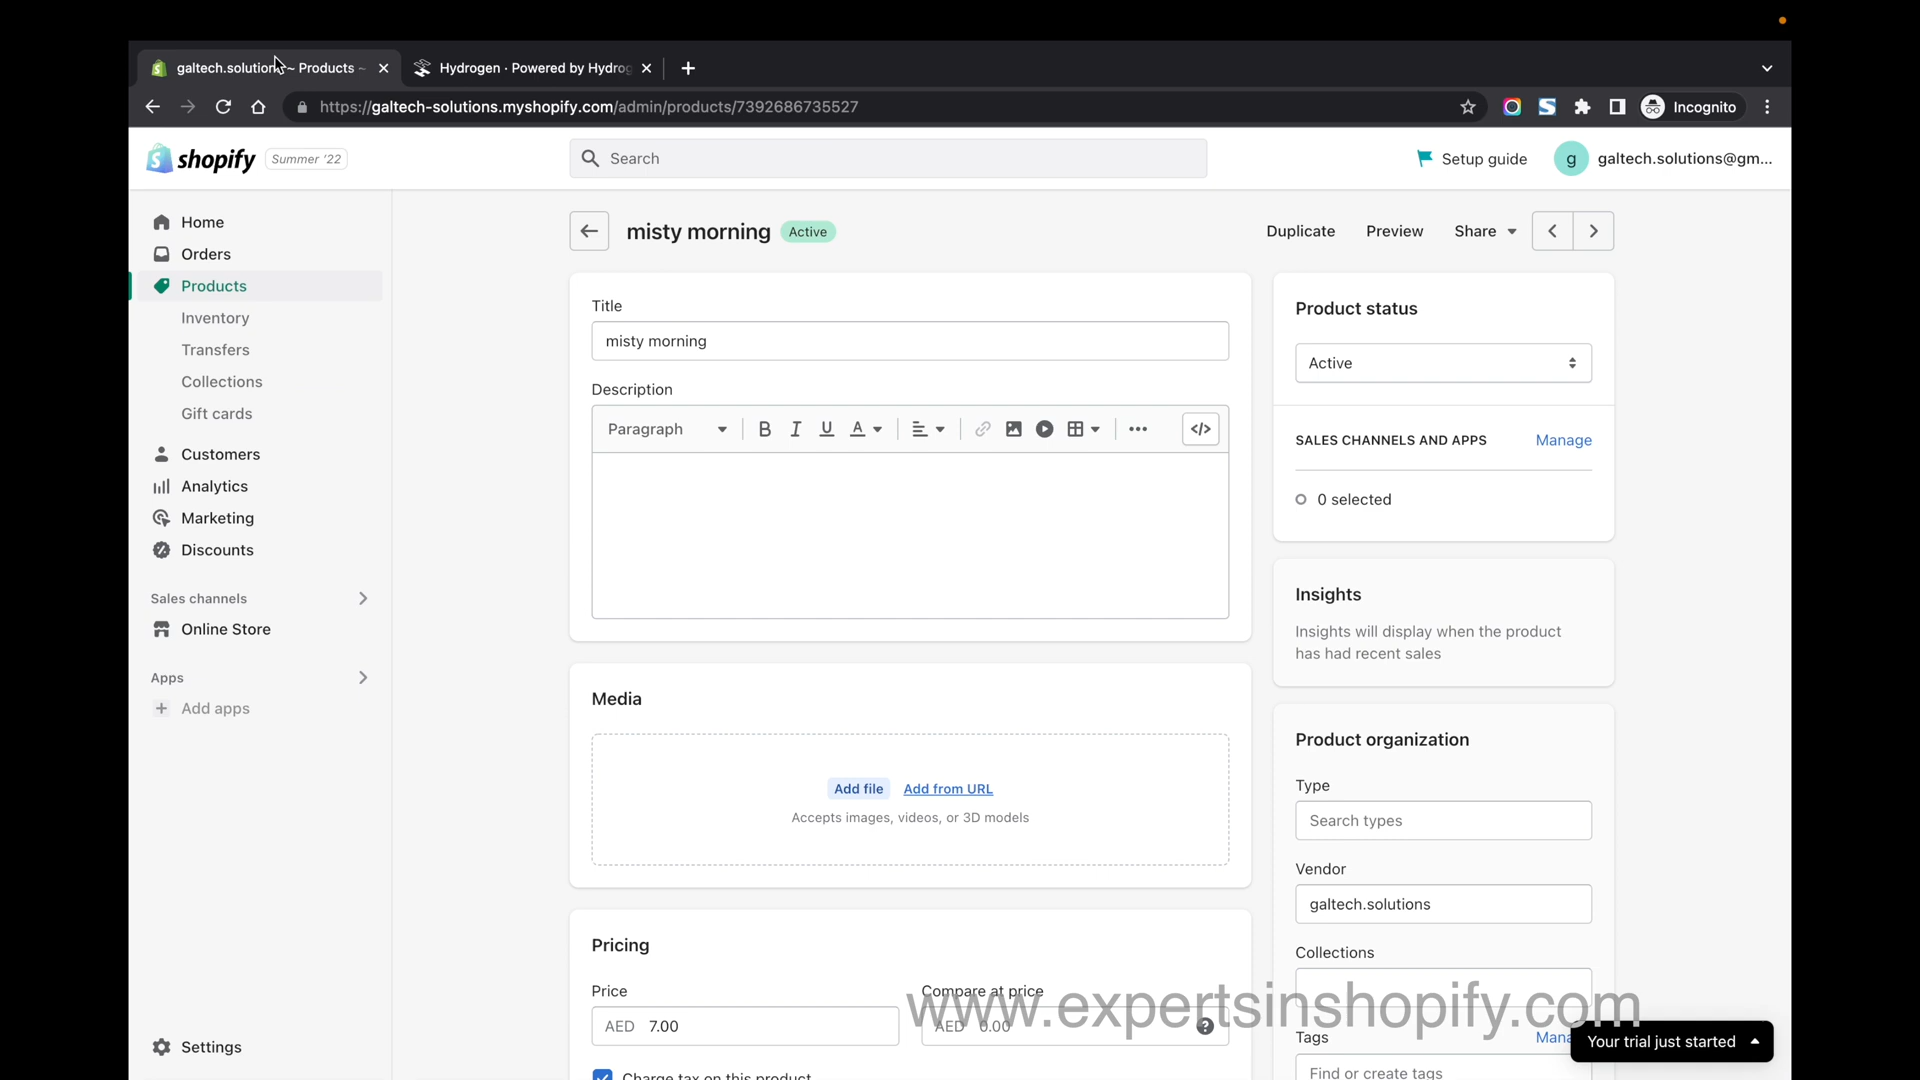 galtech.solutions ~ Products ~
Hydrogen · Powered by Hydrog
https://galtech-solutions.myshopify.com/admin/products/7392686735527
Incognito
shopify
Summer '22
Search
Setup guide
g
galtech.solutions@gm...
Home
Orders
Products
Inventory
Transfers
Collections
Gift cards
Customers
Analytics
Marketing
Discounts
Sales channels
Online Store
Apps
Add apps
Settings
misty morning
Active
Duplicate
Preview
Share
Title
misty morning
Description
Paragraph
B I U A
</>
Media
Add file Add from URL
Accepts images, videos, or 3D models
Pricing
Price
AED 7.00
Compare at price
AED 0.00
Charge tax on this product
Product status
Active
SALES CHANNELS AND APPS
Manage
0 selected
Insights
Insights will display when the product
has had recent sales
Product organization
Type
Search types
Vendor
galtech.solutions
Collections
Tags
Mana
Find or create tags
Your trial just started
www.expertsinshopify.com